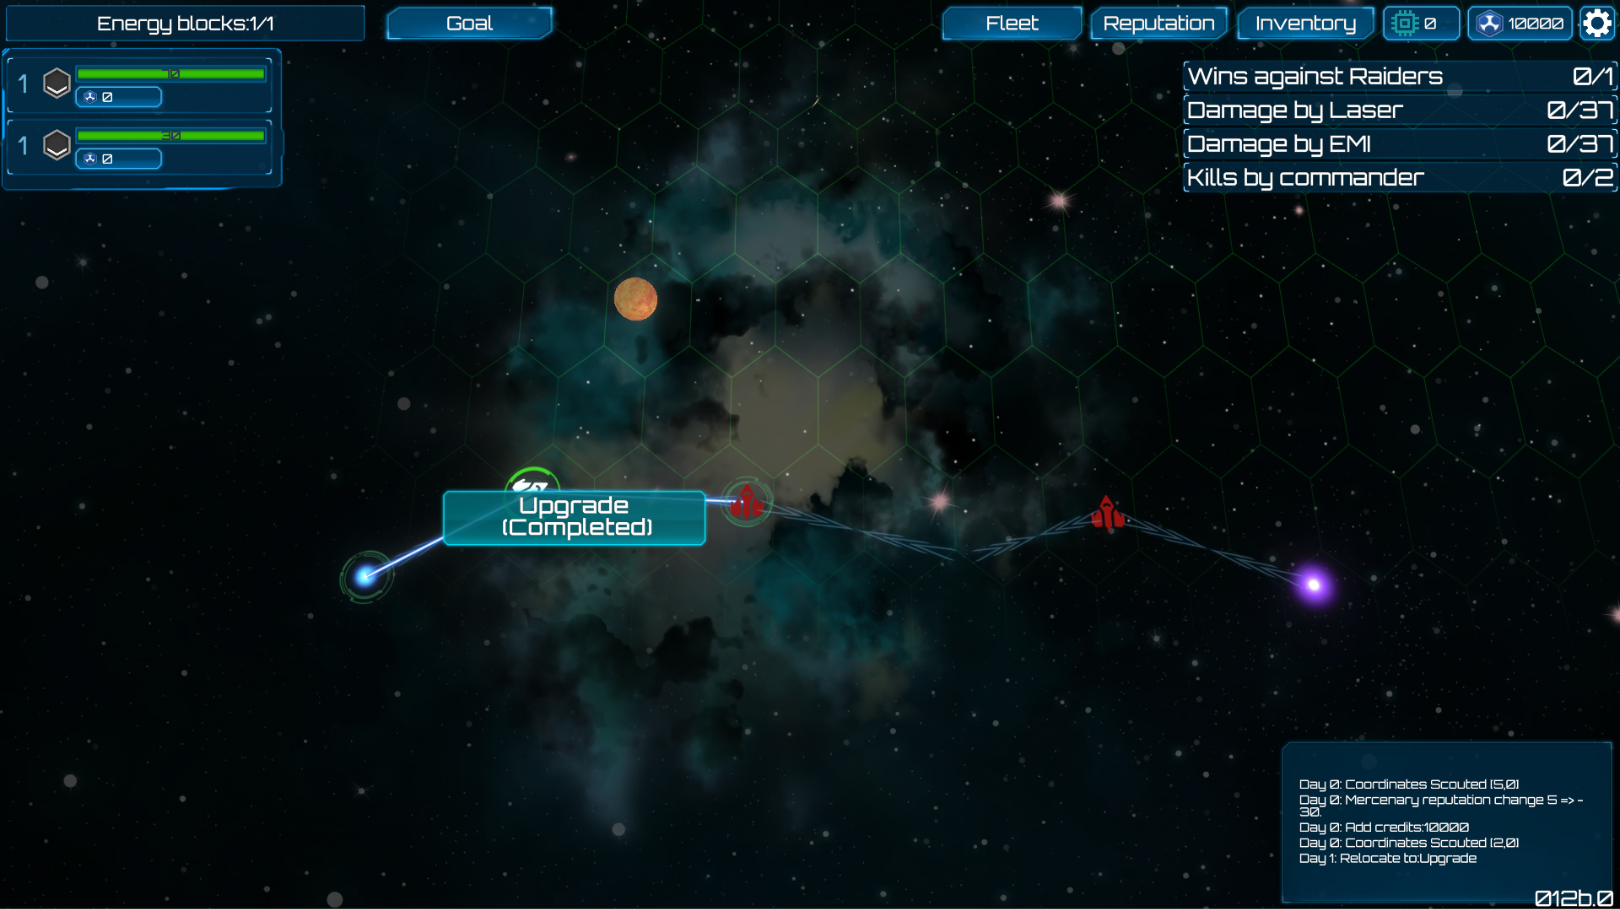 Energy blocks:1/1
Goal
Fleet
Reputation
Inventory
0
10000
1
70
0
1
30
0
Wins against Raiders 0/1
Damage by Laser 0/37
Damage by EMI 0/37
Kills by commander 0/2
Upgrade
(Completed)
Day 0: Coordinates Scouted (5,0)
Day 0: Mercenary reputation change 5 => -
30.
Day 0: Add credits:10000
Day 0: Coordinates Scouted (2,0)
Day 1: Relocate to:Upgrade
012b.0